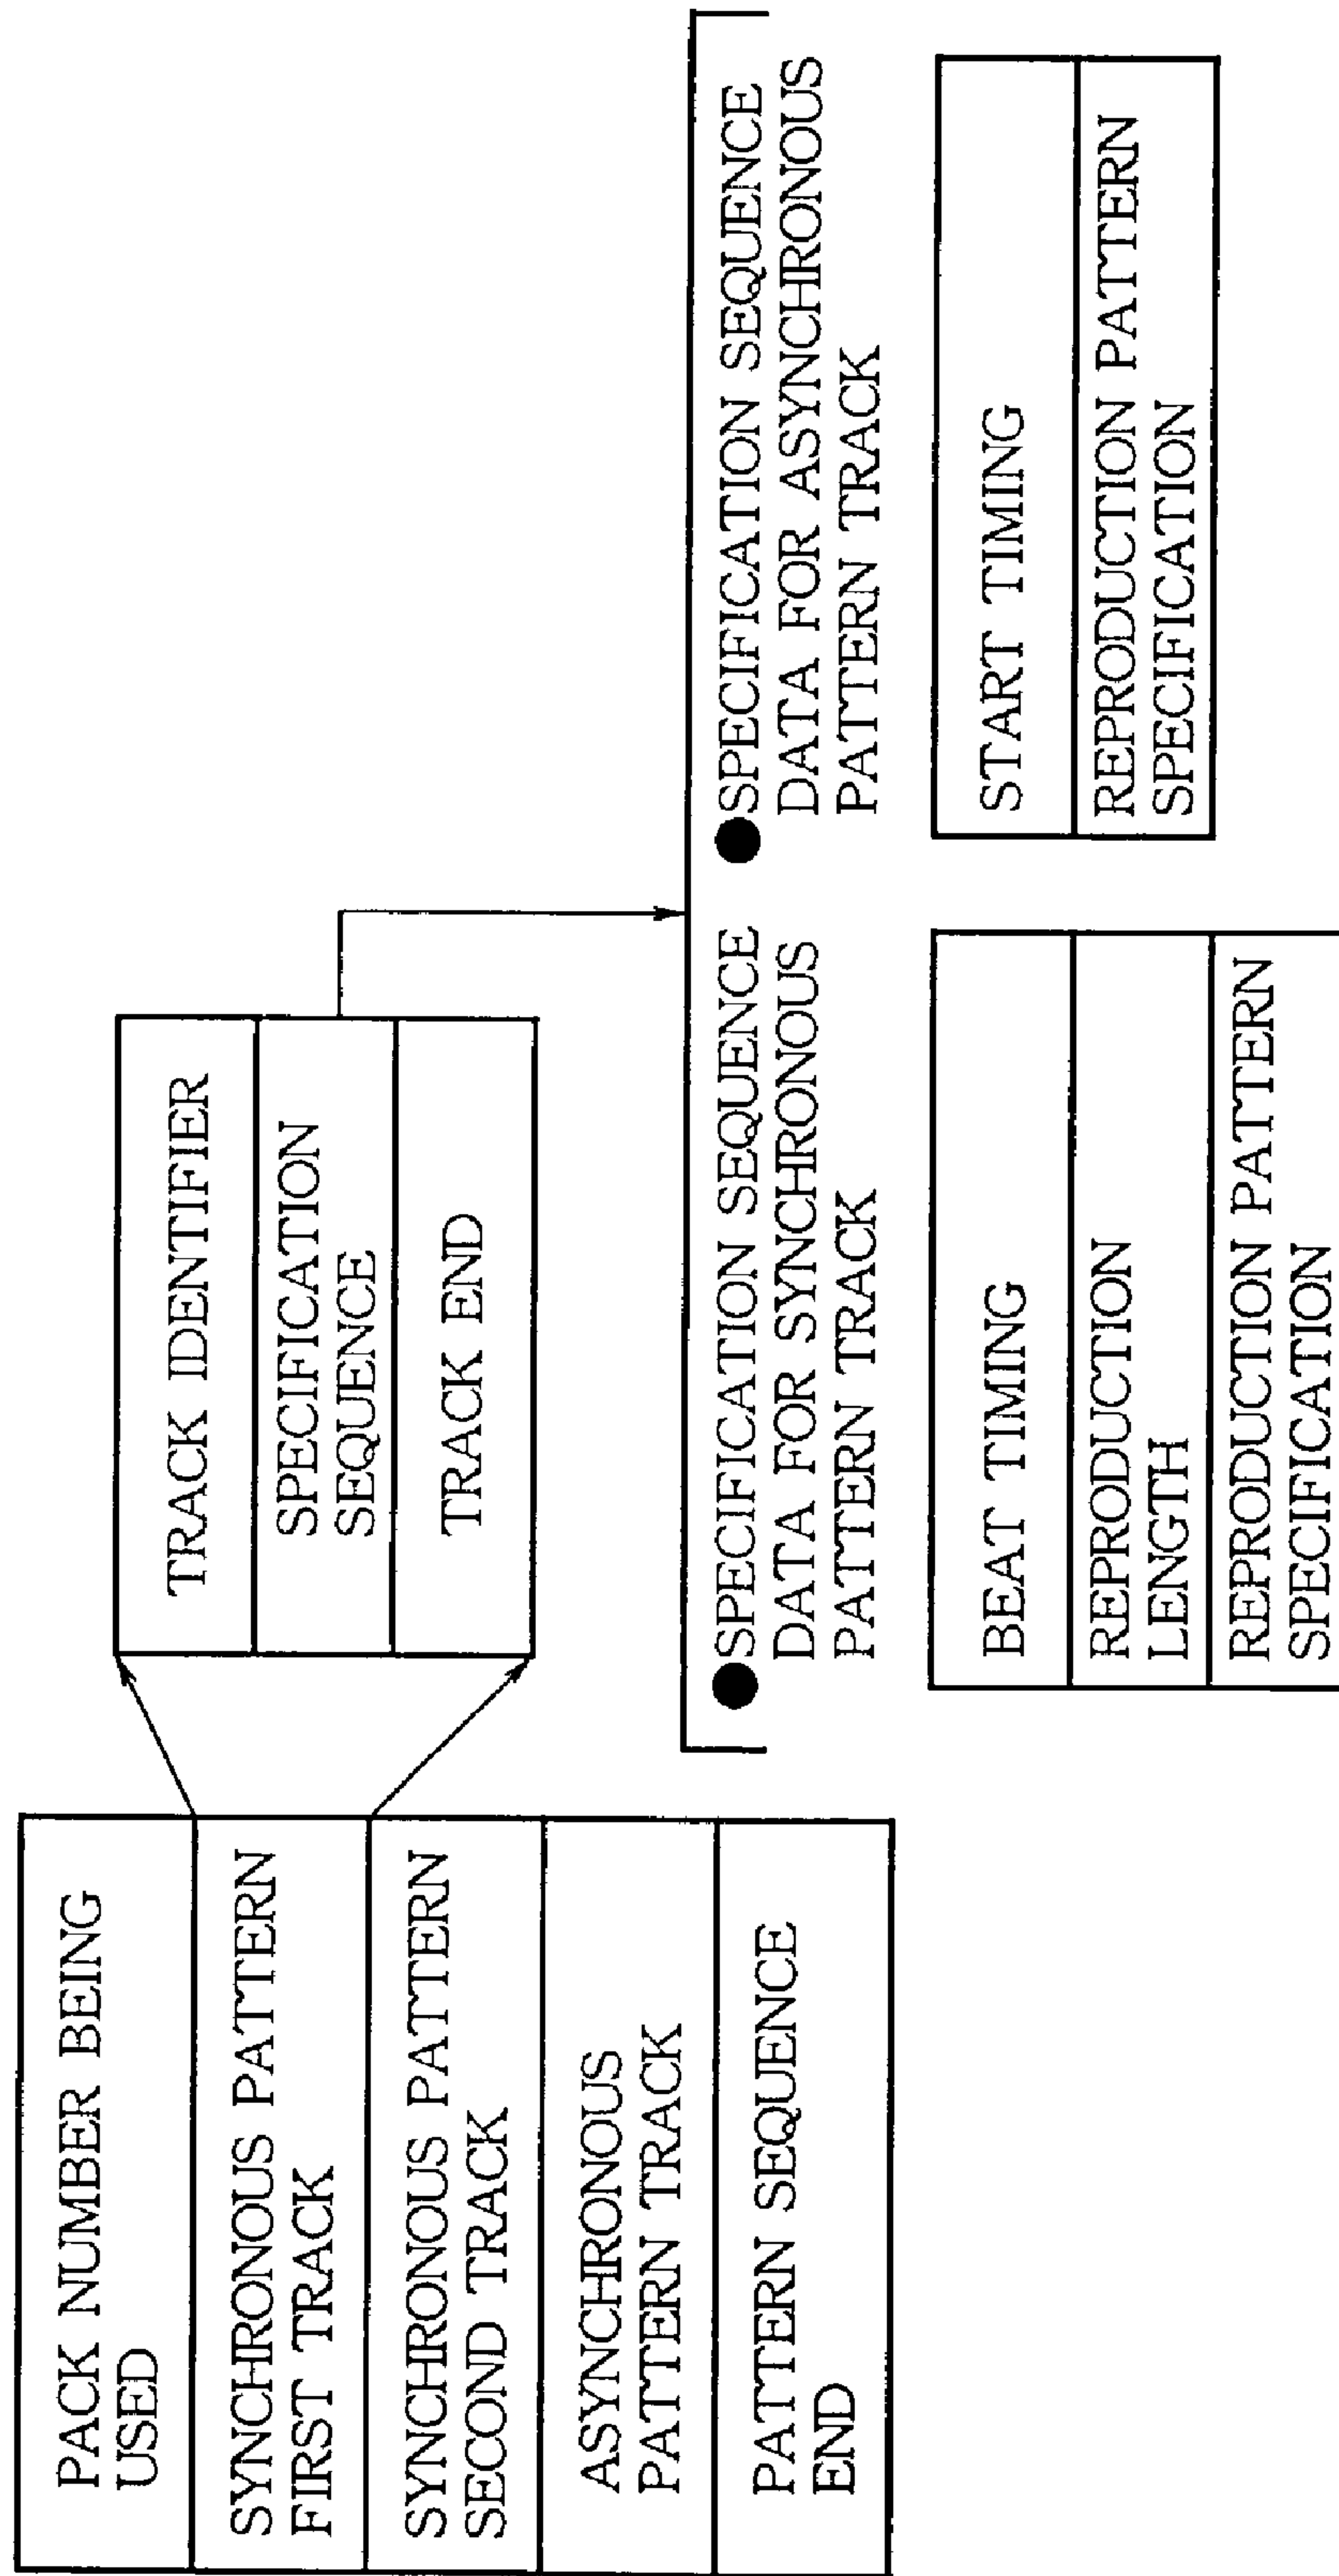 PACK NUMBER BEING
USED
SYNCHRONOUS PATTERN
FIRST TRACK
SYNCHRONOUS PATTERN
SECOND TRACK
ASYNCHRONOUS
PATTERN TRACK
PATTERN SEQUENCE
END
TRACK IDENTIFIER
SPECIFICATION
SEQUENCE
TRACK END
●SPECIFICATION SEQUENCE
DATA FOR SYNCHRONOUS
PATTERN TRACK
BEAT TIMING
REPRODUCTION
LENGTH
REPRODUCTION PATTERN
SPECIFICATION
●SPECIFICATION SEQUENCE
DATA FOR ASYNCHRONOUS
PATTERN TRACK
START TIMING
REPRODUCTION PATTERN
SPECIFICATION